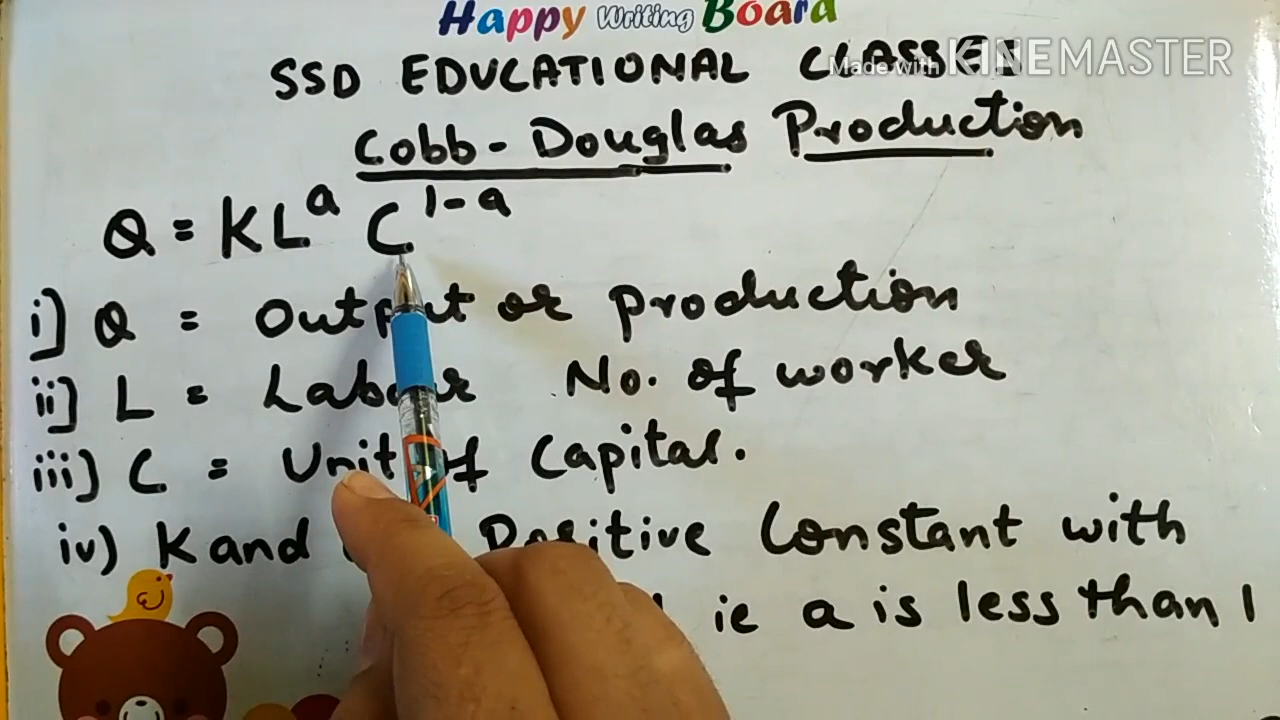 Happy Writing Board
Made with KINEMASTER
SSD EDUCATIONAL CLASSES
Cobb-Douglas Production
Q = KL^a C^1-a
i] Q = Output or production
ii] L = Labour No. of worker
iii) C = Unit of Capital.
iv) K and Positive Constant with
ie a is less than 1